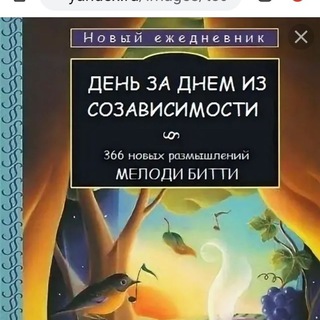 Новый ежедневник
ДЕНЬ ЗА ДНЕМ ИЗ
СОЗАВИСИМОСТИ
366 новых размышлений
МЕЛОДИ БИТТИ